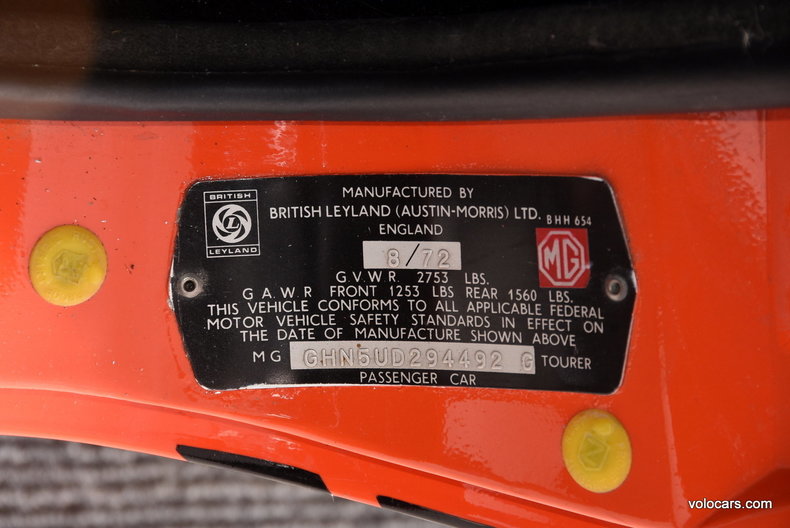 BRITISH
L
LEYLAND
MANUFACTURED BY
BRITISH LEYLAND (AUSTIN-MORRIS) LTD. BHH 654
ENGLAND
8/72
MG
G.V.W.R. 2753 LBS.
G.A.W.R FRONT 1253 LBS REAR 1560 LBS.
THIS VEHICLE CONFORMS TO ALL APPLICABLE FEDERAL
MOTOR VEHICLE SAFETY STANDARDS IN EFFECT ON
THE DATE OF MANUFACTURE SHOWN ABOVE
MG GHN5UD294492 G TOURER
PASSENGER CAR
volocars.com